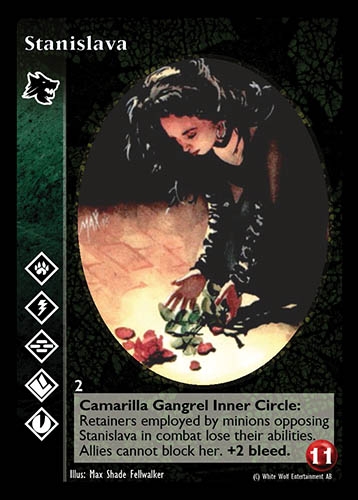 Stanislava
MAX
2
Camarilla Gangrel Inner Circle:
Retainers employed by minions opposing
Stanislava in combat lose their abilities.
Allies cannot block her. +2 bleed.
11
Illus: Max Shade Fellwalker
(C) White Wolf Entertainment AB